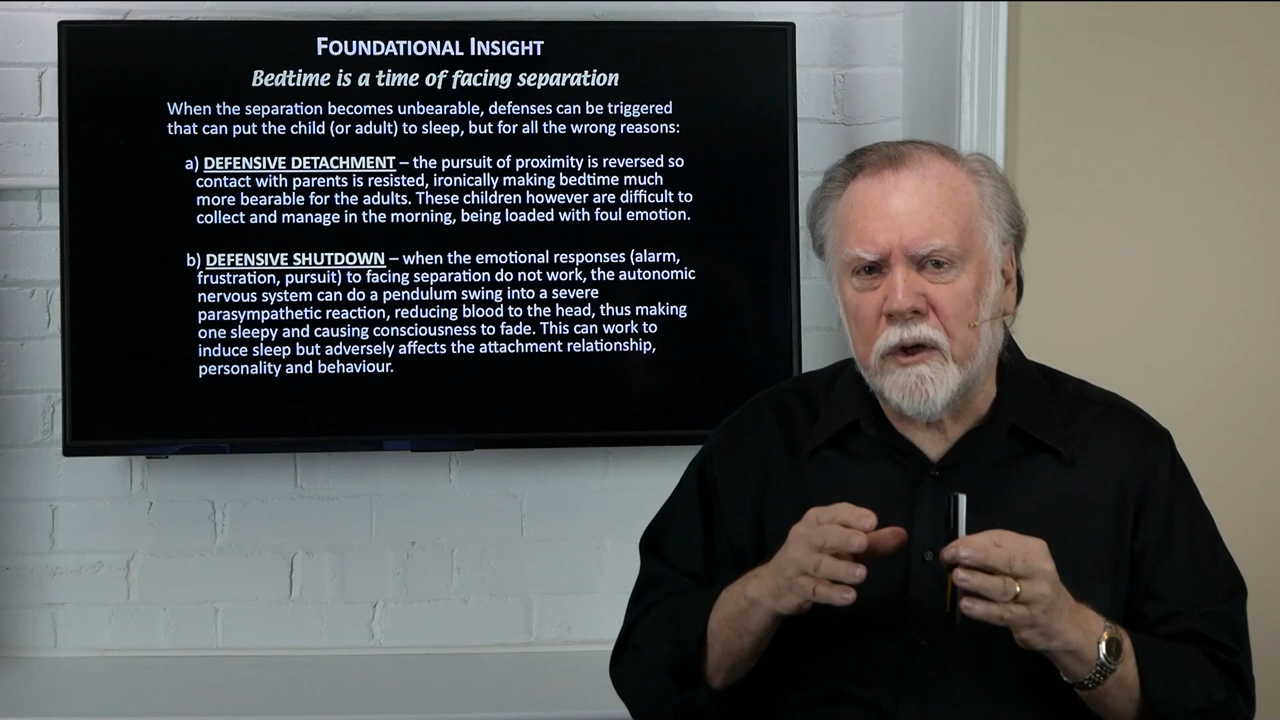 FOUNDATIONAL INSIGHT
Bedtime is a time of facing separation
When the separation becomes unbearable, defenses can be triggered
that can put the child (or adult) to sleep, but for all the wrong reasons:
a) DEFENSIVE DETACHMENT – the pursuit of proximity is reversed so
contact with parents is resisted, ironically making bedtime much
more bearable for the adults. These children however are difficult to
collect and manage in the morning, being loaded with foul emotion.
b) DEFENSIVE SHUTDOWN – when the emotional responses (alarm,
frustration, pursuit) to facing separation do not work, the autonomic
nervous system can do a pendulum swing into a severe
parasympathetic reaction, reducing blood to the head, thus making
one sleepy and causing consciousness to fade. This can work to
induce sleep but adversely affects the attachment relationship,
personality and behaviour.